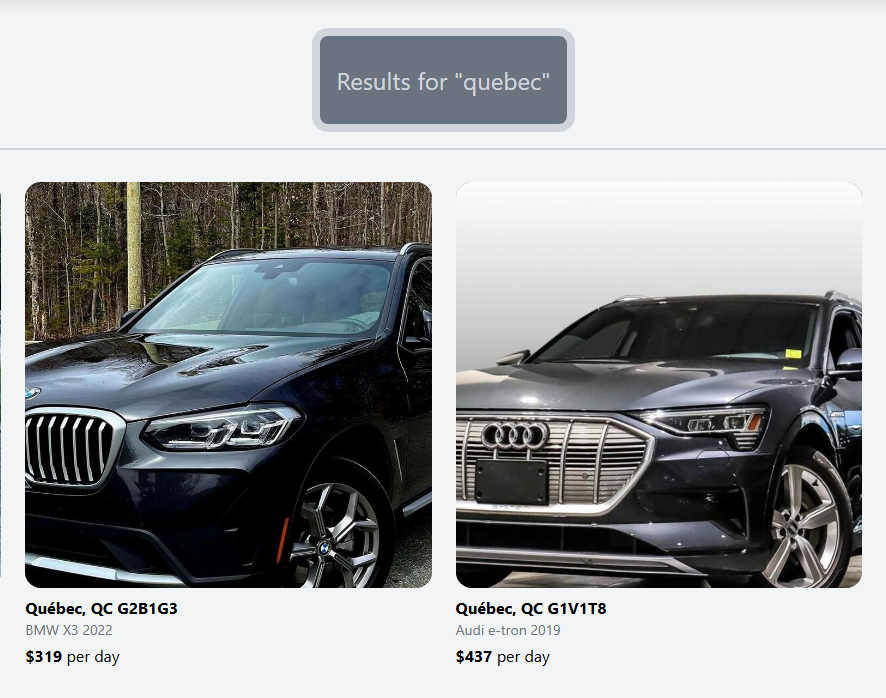 Results for "quebec"
Québec, QC G2B1G3
BMW X3 2022
$319 per day
Québec, QC G1V1T8
Audi e-tron 2019
$437 per day